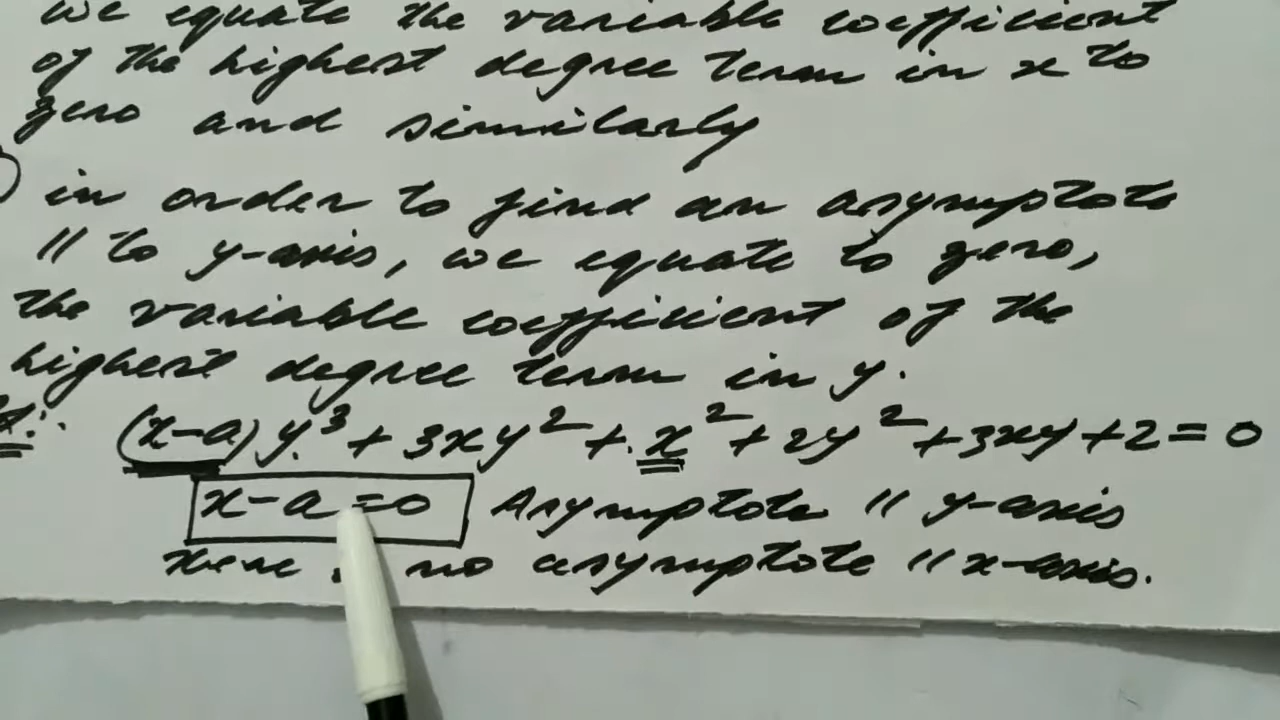 we equate the variable coefficient
of the highest degree term in x to
zero and similarly
in order to find an asymptote
|| to y-axis, we equate to zero,
the variable coefficient of the
highest degree term in y.
(x-a)y³ + 3xy² + x² + 2y² + 3xy + 2 = 0
x-a=0 Asymptote || y-axis
no asymptote || x-axis.